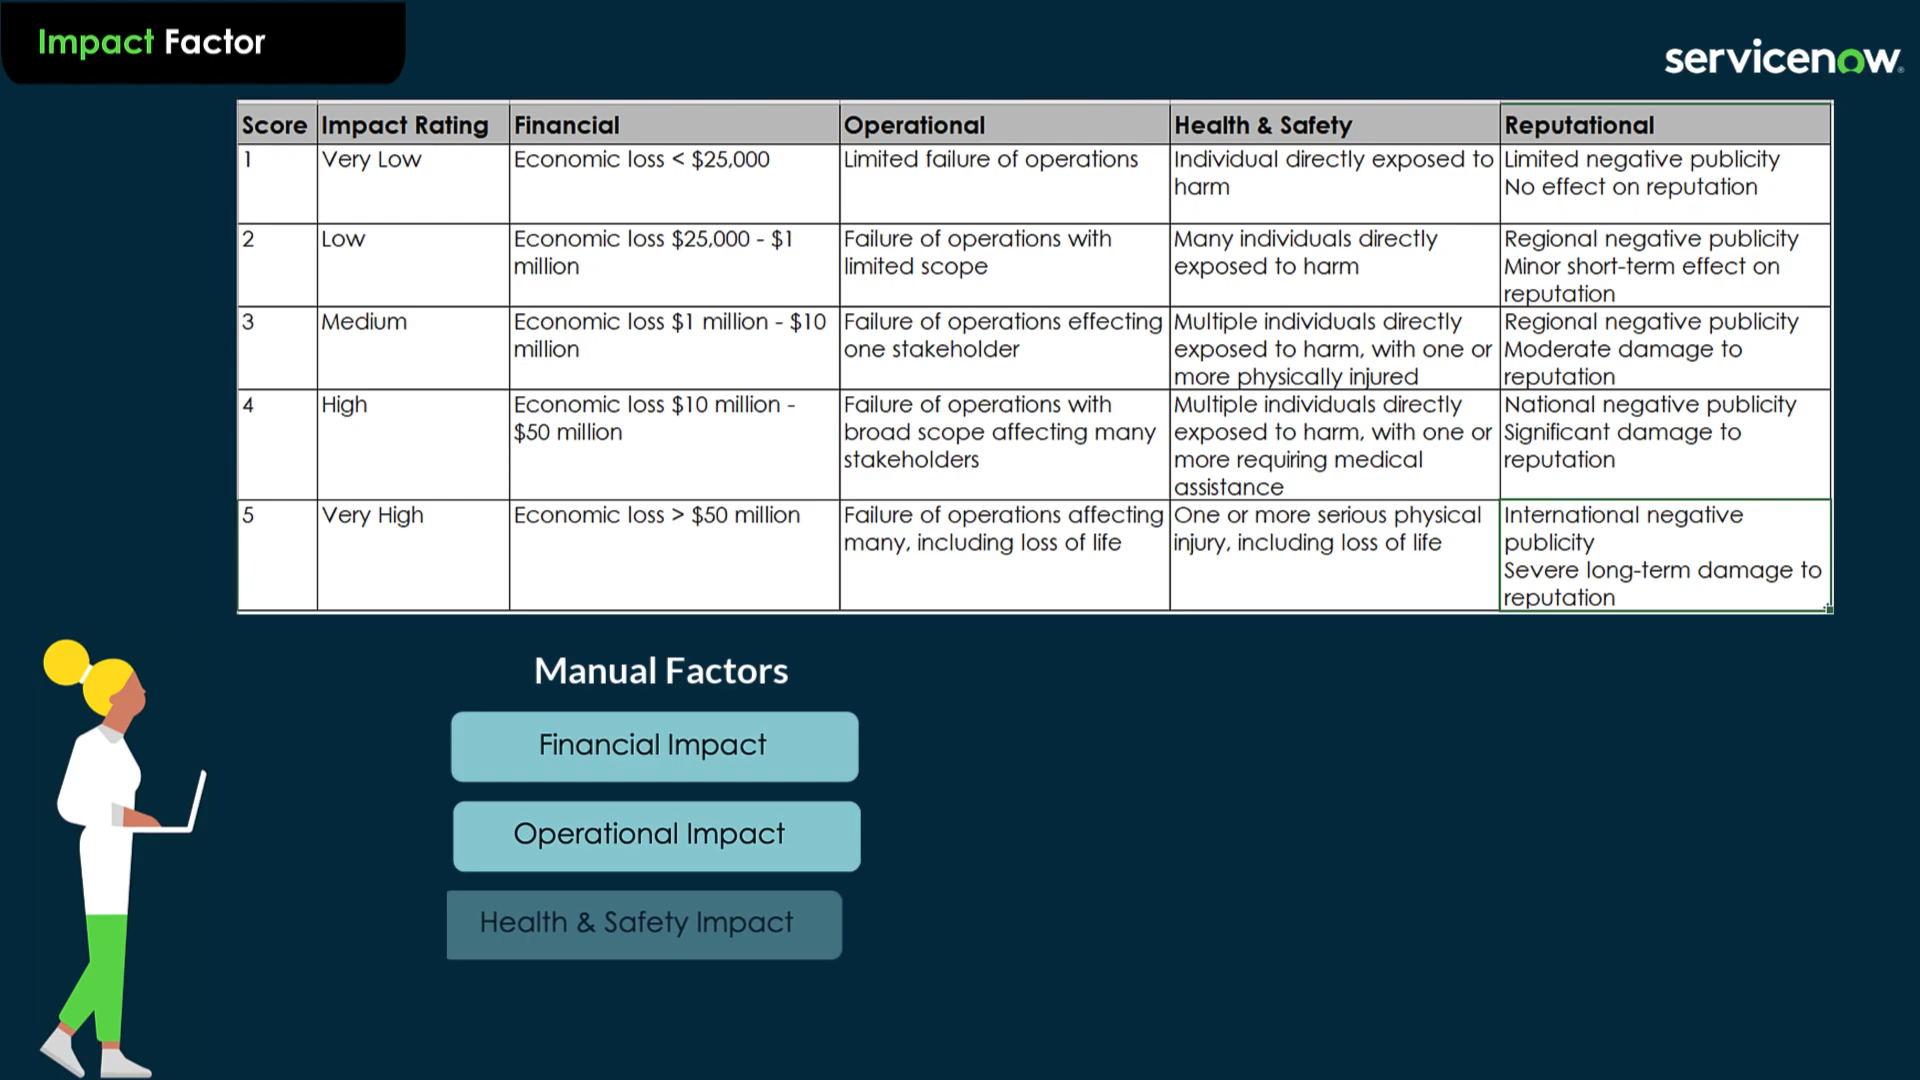 Impact Factor
servicenow
Score Impact Rating Financial Operational Health & Safety Reputational
1 Very Low Economic loss < $25,000 Limited failure of operations Individual directly exposed to harm Limited negative publicity No effect on reputation
2 Low Economic loss $25,000 - $1 million Failure of operations with limited scope Many individuals directly exposed to harm Regional negative publicity Minor short-term effect on reputation
3 Medium Economic loss $1 million - $10 million Failure of operations effecting one stakeholder Multiple individuals directly exposed to harm, with one or more physically injured Regional negative publicity Moderate damage to reputation
4 High Economic loss $10 million - $50 million Failure of operations with broad scope affecting many stakeholders Multiple individuals directly exposed to harm, with one or more requiring medical assistance National negative publicity Significant damage to reputation
5 Very High Economic loss > $50 million Failure of operations affecting many, including loss of life One or more serious physical injury, including loss of life International negative publicity Severe long-term damage to reputation
Manual Factors
Financial Impact
Operational Impact
Health & Safety Impact